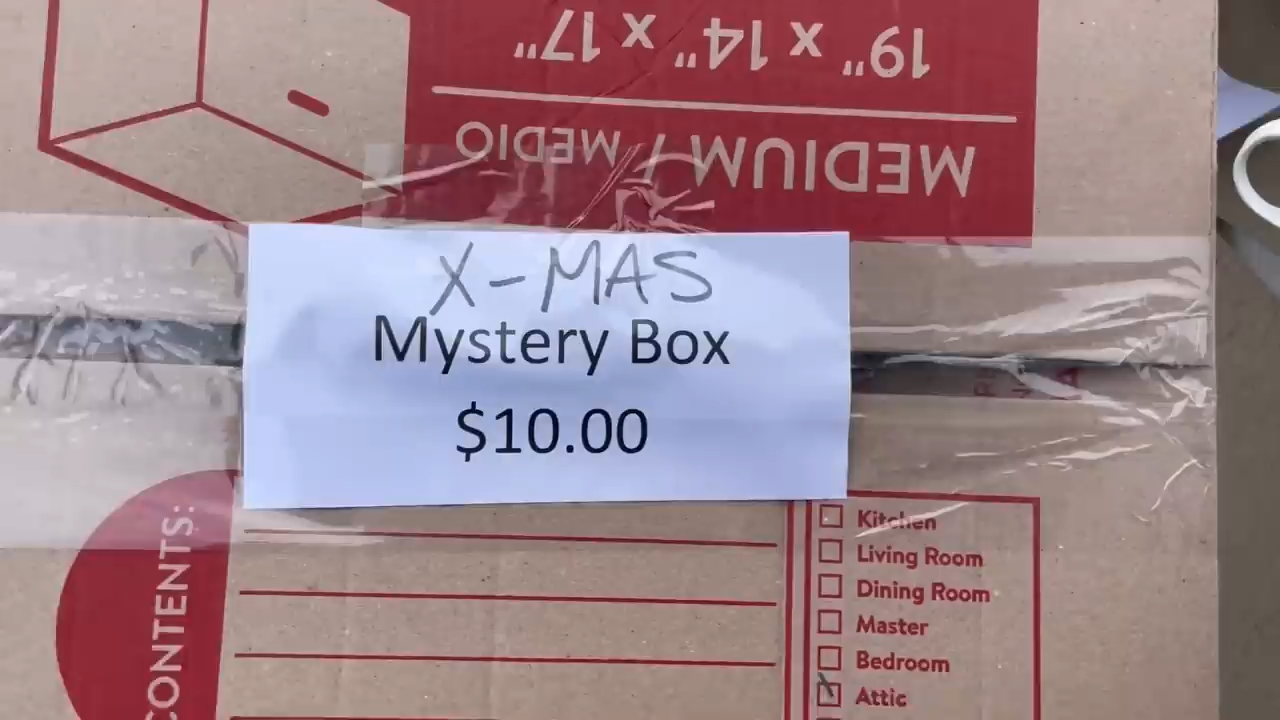 19" x 14" x 17"
MEDIUM / MEDIO
X-MAS
Mystery Box
$10.00
CONTENTS:
Kitchen
Living Room
Dining Room
Master
Bedroom
Attic